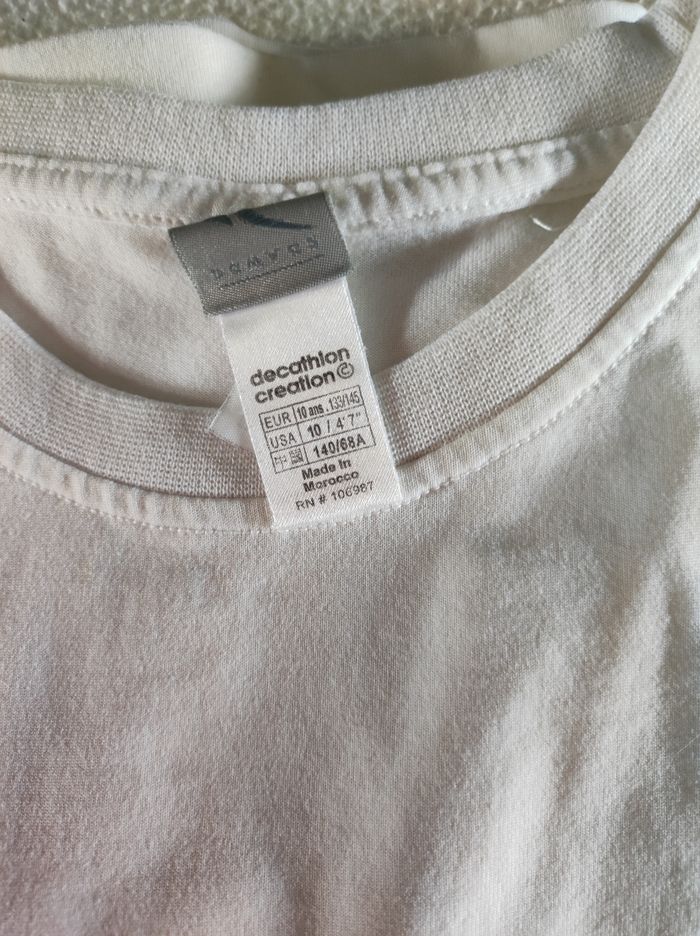 DOMYOS
decathlon
creation ©
EUR 10 ans . 133/145
USA 10 / 4'7"
140/68A
Made in
Morocco
RN # 106987